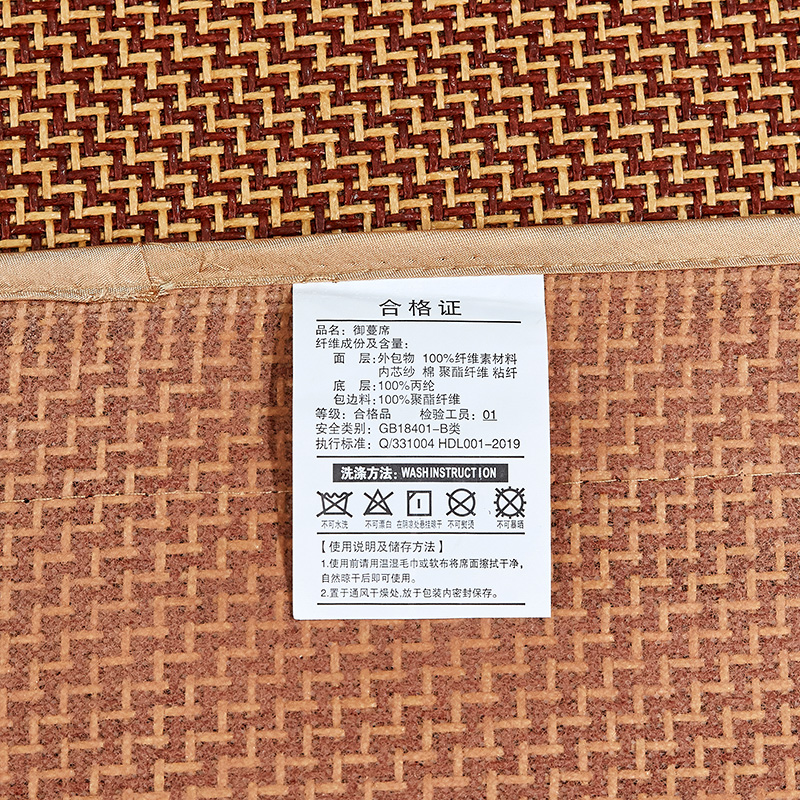 合格证
品名：御蔓席
纤维成份及含量：
面 层：外包物 100%纤维素材料
内芯纱 棉 聚酯纤维 粘纤
底 层：100%丙纶
包边料：100%聚酯纤维
等级：合格品 检验工员：01
安全类别：GB18401-B类
执行标准：Q/331004 HDL001-2019
洗涤方法：WASHINSTRUCTION
不可水洗 不可漂白 在阴凉处悬挂晾干 不可熨烫 不可暴晒
【使用说明及储存方法】
1.使用前请用温湿毛巾或软布将席面擦拭干净，
自然晾干后即可使用。
2.置于通风干燥处，放于包装内密封保存。